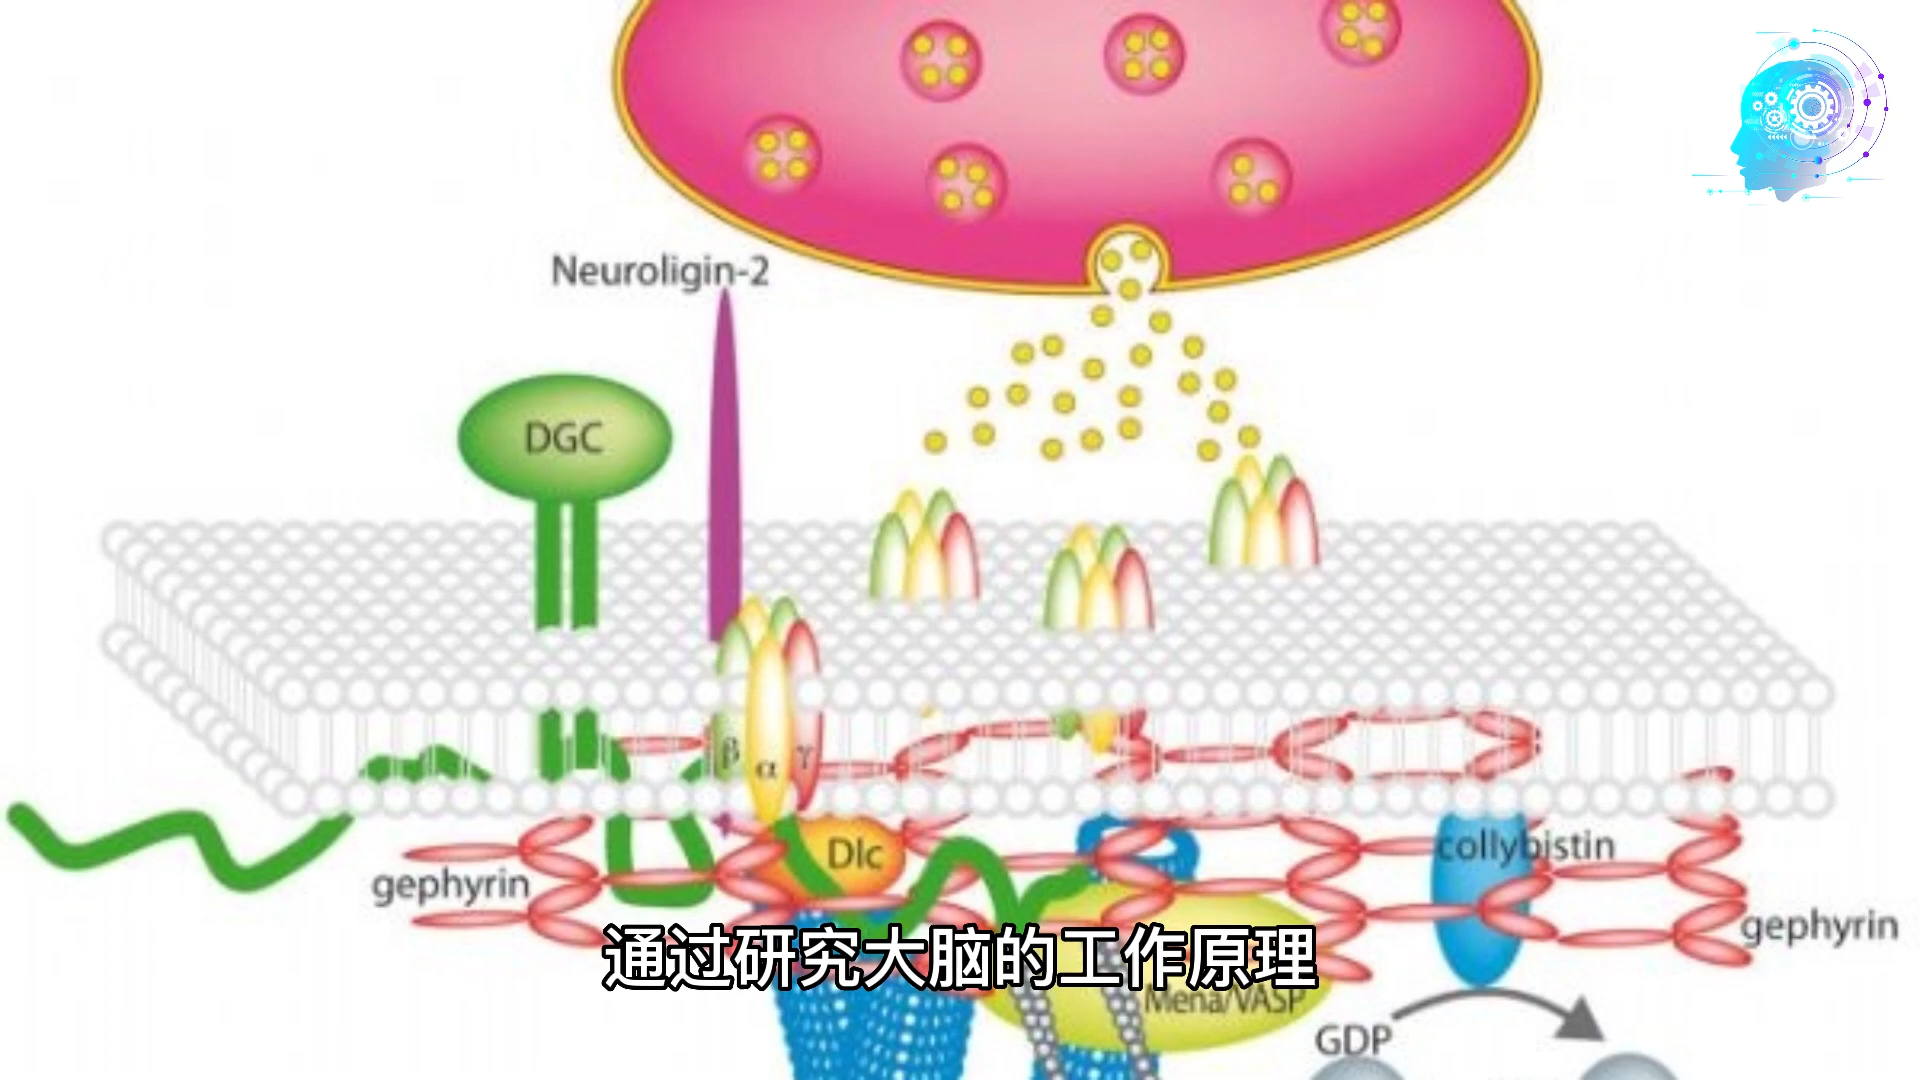 Neuroligin-2
DGC
β
α
γ
Dlc
collybistin
gephyrin
gephyrin
通过研究大脑的工作原理
Mena/VASP
GDP